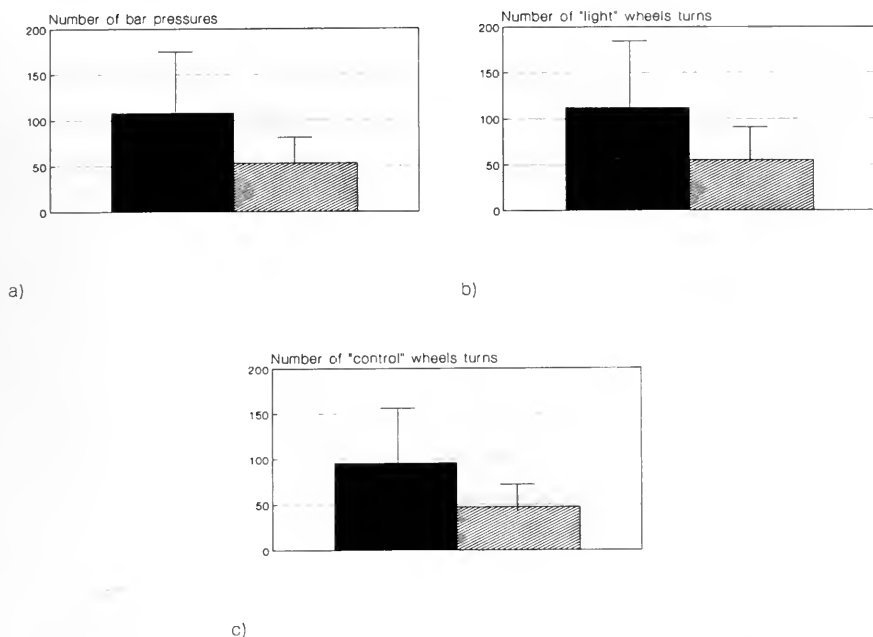 Number of bar pressures
200
150
100
50
0
a)
Number of "light" wheels turns
200
150
100
50
0
b)
Number of "control" wheels turns
200
150
100
50
0
c)